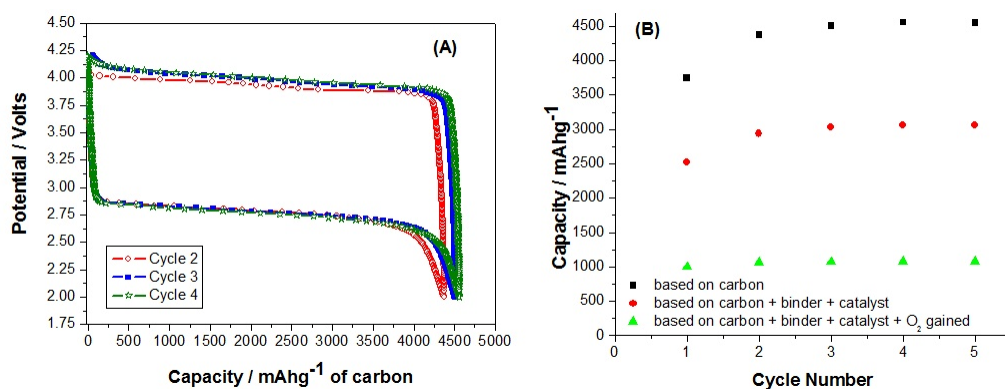 (A)
Potential / Volts
4.50
4.25
4.00
3.75
3.50
3.25
3.00
2.75
2.50
2.25
2.00
1.75
Cycle 2
Cycle 3
Cycle 4
0 500 1000 1500 2000 2500 3000 3500 4000 4500 5000
Capacity / mAhg⁻¹ of carbon
(B)
Capacity / mAhg⁻¹
4500
4000
3500
3000
2500
2000
1500
1000
500
0
based on carbon
based on carbon + binder + catalyst
based on carbon + binder + catalyst + O₂ gained
0 1 2 3 4 5
Cycle Number